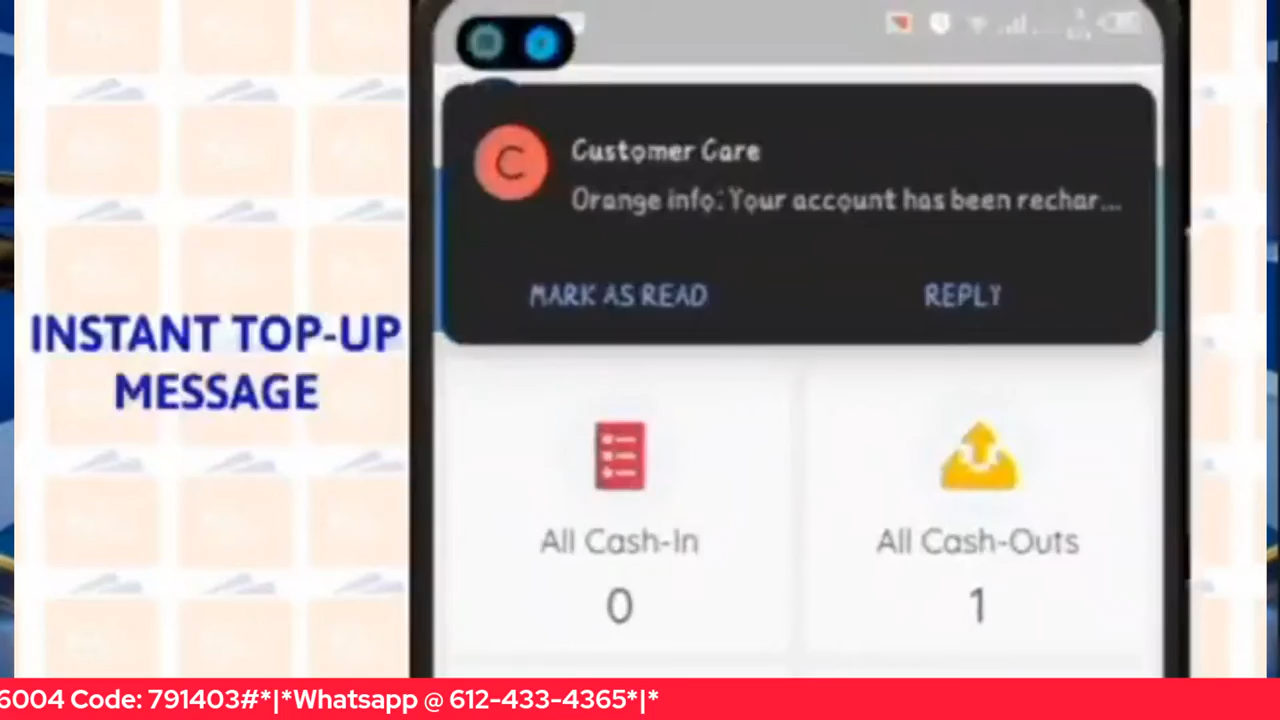 Customer Care
Orange info: Your account has been rechar...
MARK AS READ
REPLY
INSTANT TOP-UP
MESSAGE
All Cash-In
All Cash-Outs
0
1
6004 Code: 791403#*|*Whatsapp @ 612-433-4365*|*